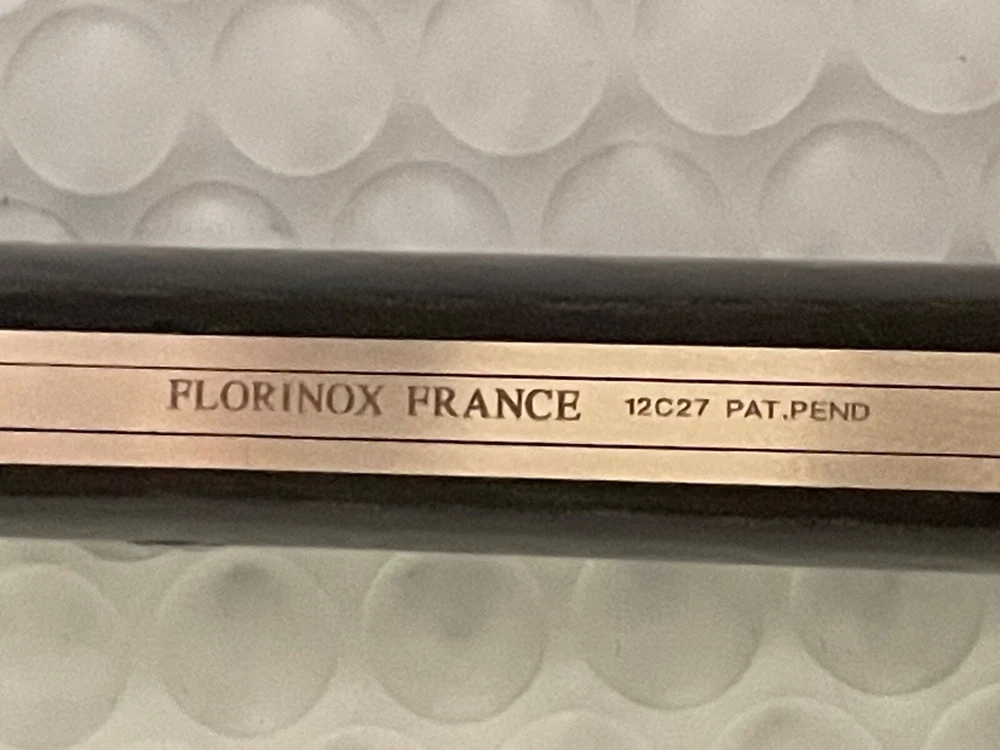 FLORINOX FRANCE 12C27 PAT.PEND